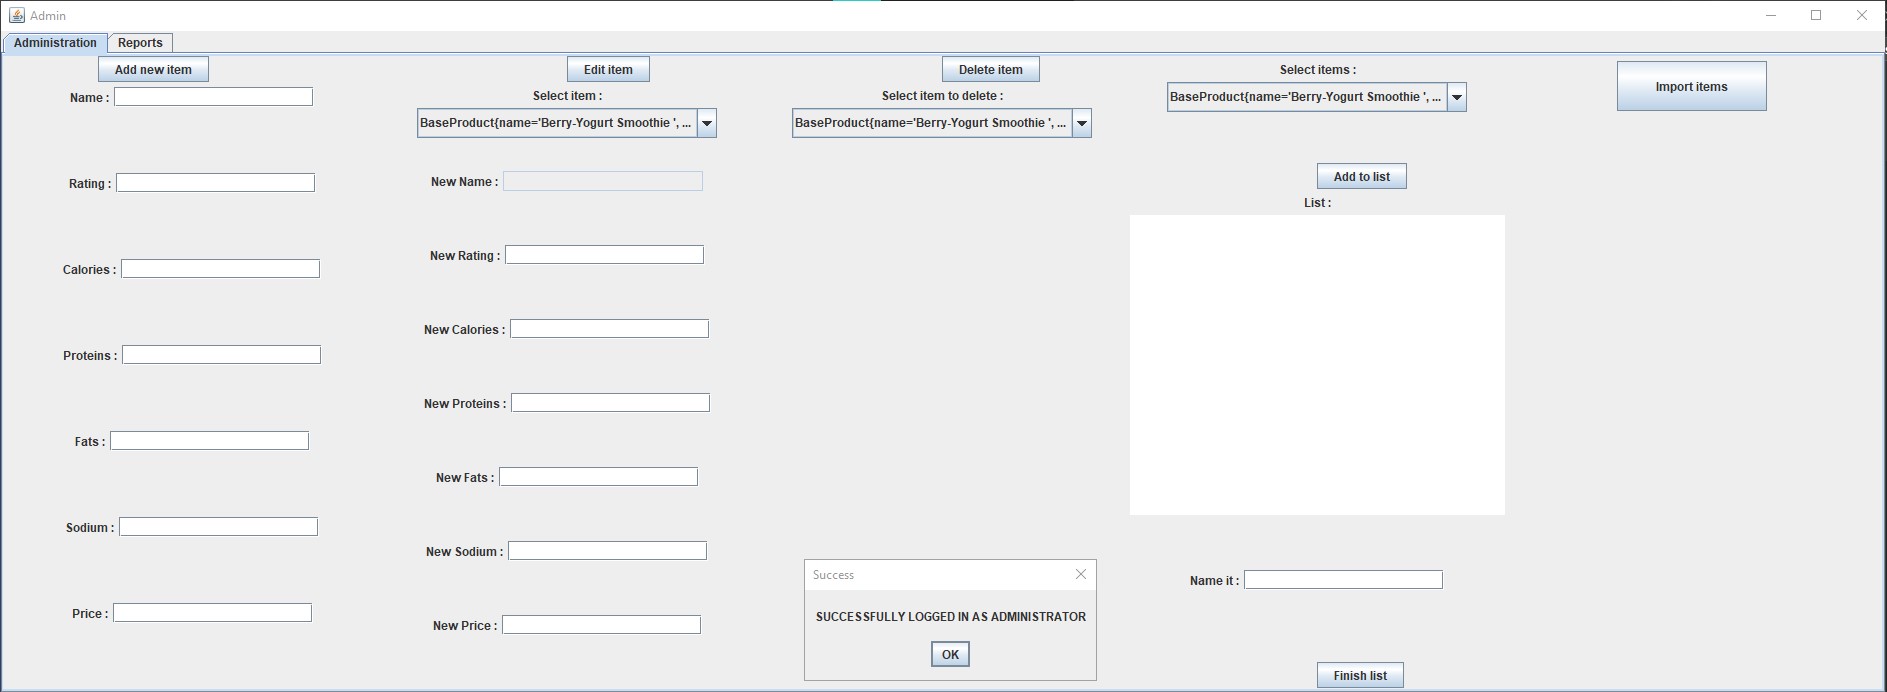 Admin
Administration Reports
Add new item
Name :
Rating :
Calories :
Proteins :
Fats :
Sodium :
Price :
Edit item
Select item :
BaseProduct{name='Berry-Yogurt Smoothie ', ...
New Name :
New Rating :
New Calories :
New Proteins :
New Fats :
New Sodium :
New Price :
Delete item
Select item to delete :
BaseProduct{name='Berry-Yogurt Smoothie ', ...
Success
SUCCESSFULLY LOGGED IN AS ADMINISTRATOR
OK
Select items :
BaseProduct{name='Berry-Yogurt Smoothie ', ...
Add to list
List :
Name it :
Finish list
Import items